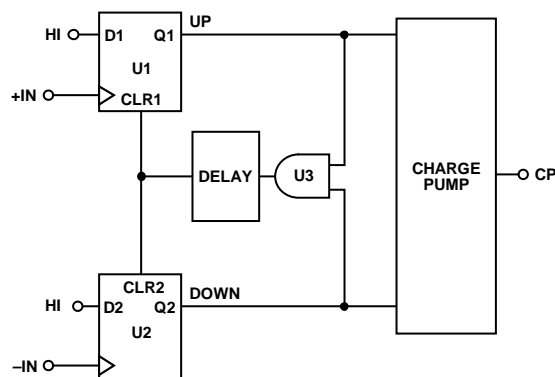 UP
HI
D1
Q1
U1
+IN
CLR1
DELAY
U3
CHARGE
PUMP
CP
CLR2
DOWN
HI
D2
Q2
U2
–IN